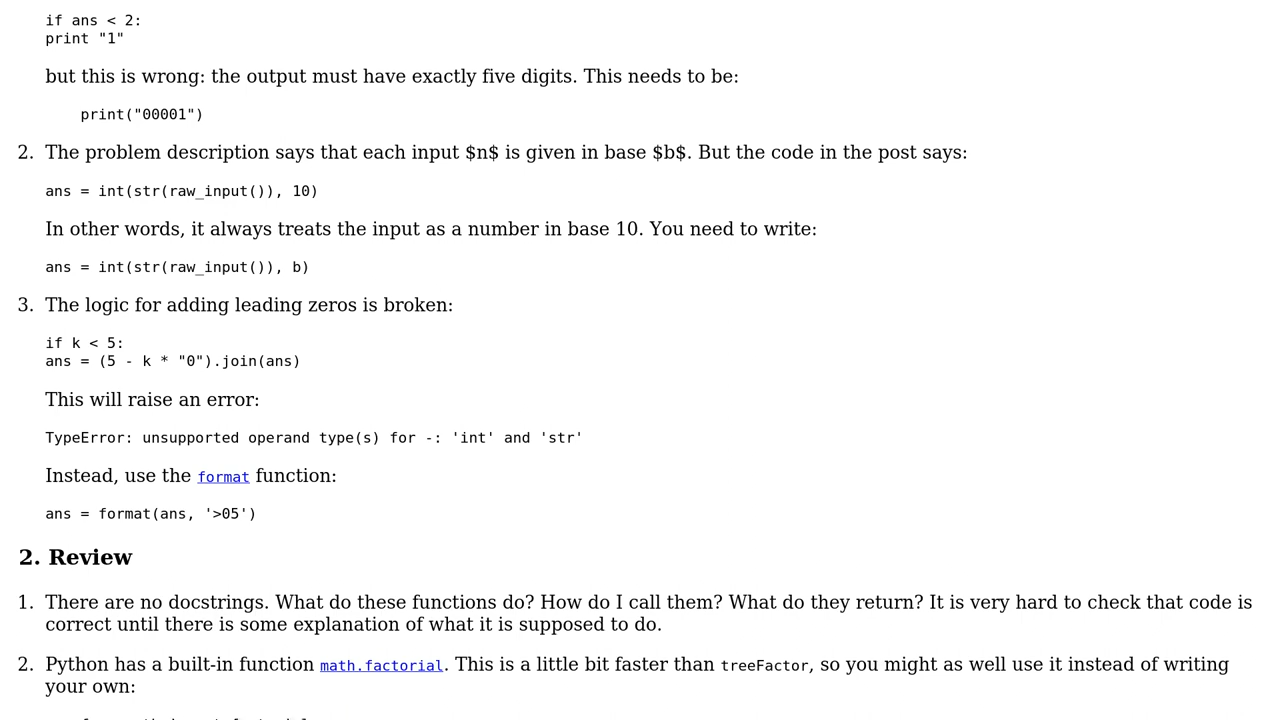 if ans < 2:
print "1"
but this is wrong: the output must have exactly five digits. This needs to be:
print("00001")
2. The problem description says that each input $n$ is given in base $b$. But the code in the post says:
ans = int(str(raw_input()), 10)
In other words, it always treats the input as a number in base 10. You need to write:
ans = int(str(raw_input()), b)
3. The logic for adding leading zeros is broken:
if k < 5:
ans = (5 - k * "0").join(ans)
This will raise an error:
TypeError: unsupported operand type(s) for -: 'int' and 'str'
Instead, use the format function:
ans = format(ans, '>05')
2. Review
1. There are no docstrings. What do these functions do? How do I call them? What do they return? It is very hard to check that code is
correct until there is some explanation of what it is supposed to do.
2. Python has a built-in function math.factorial. This is a little bit faster than treeFactor, so you might as well use it instead of writing
your own: